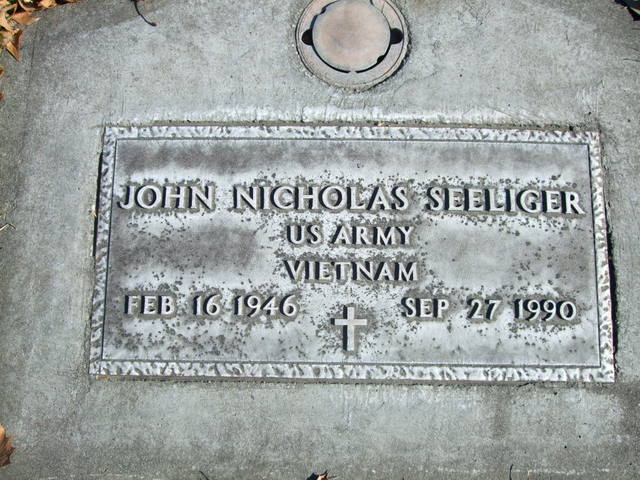 JOHN NICHOLAS SEELIGER
US ARMY
VIETNAM
FEB 16 1946 SEP 27 1990